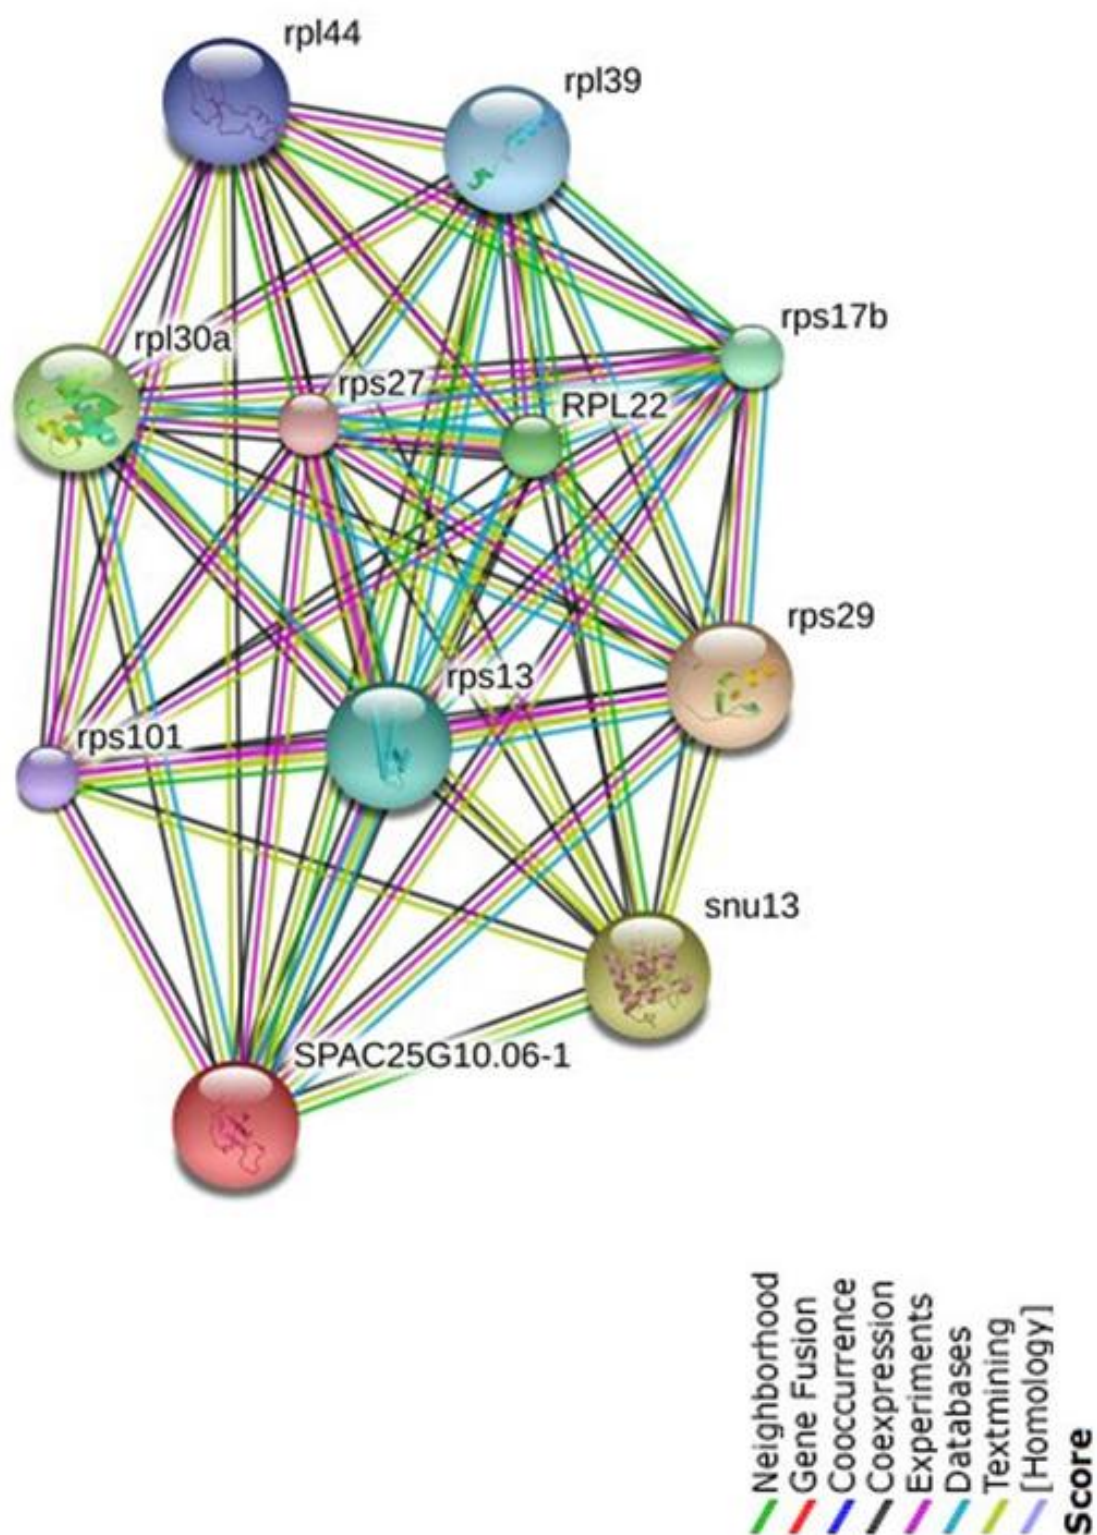 rpl44
rpl39
rps17b
rpl30a
rps27
RPL22
rps29
rps13
rps101
snu13
SPAC25G10.06-1
Neighborhood
Gene Fusion
Cooccurrence
Coexpression
Experiments
Databases
Textmining
[Homology]
Score